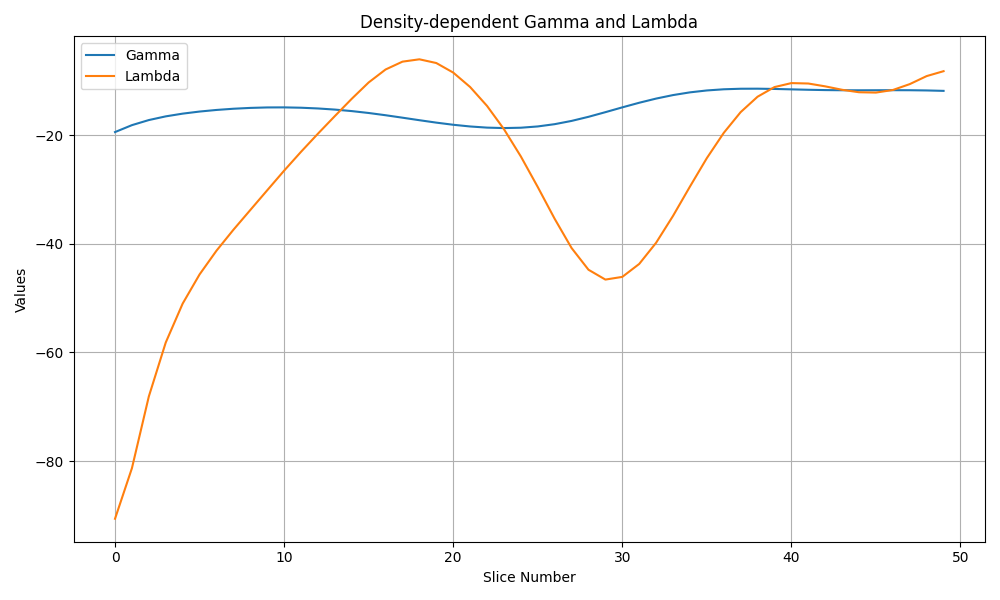 Density-dependent Gamma and Lambda
Gamma
Lambda
Values
−20
−40
−60
−80
0 10 20 30 40 50
Slice Number